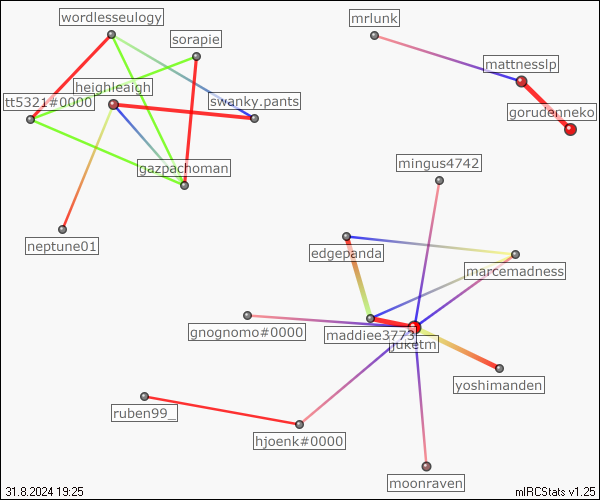 wordlesseulogy
mrlunk
sorapie
mattnesslp
heighleaigh
tt5321#0000
swanky.pants
gorudenneko
mingus4742
gazpachoman
neptune01
edgepanda
marcemadness
gnognomo#0000
maddiee3773
juketm
yoshimanden
ruben99_
hjoenk#0000
moonraven
31.8.2024 19:25
mIRCStats v1.25